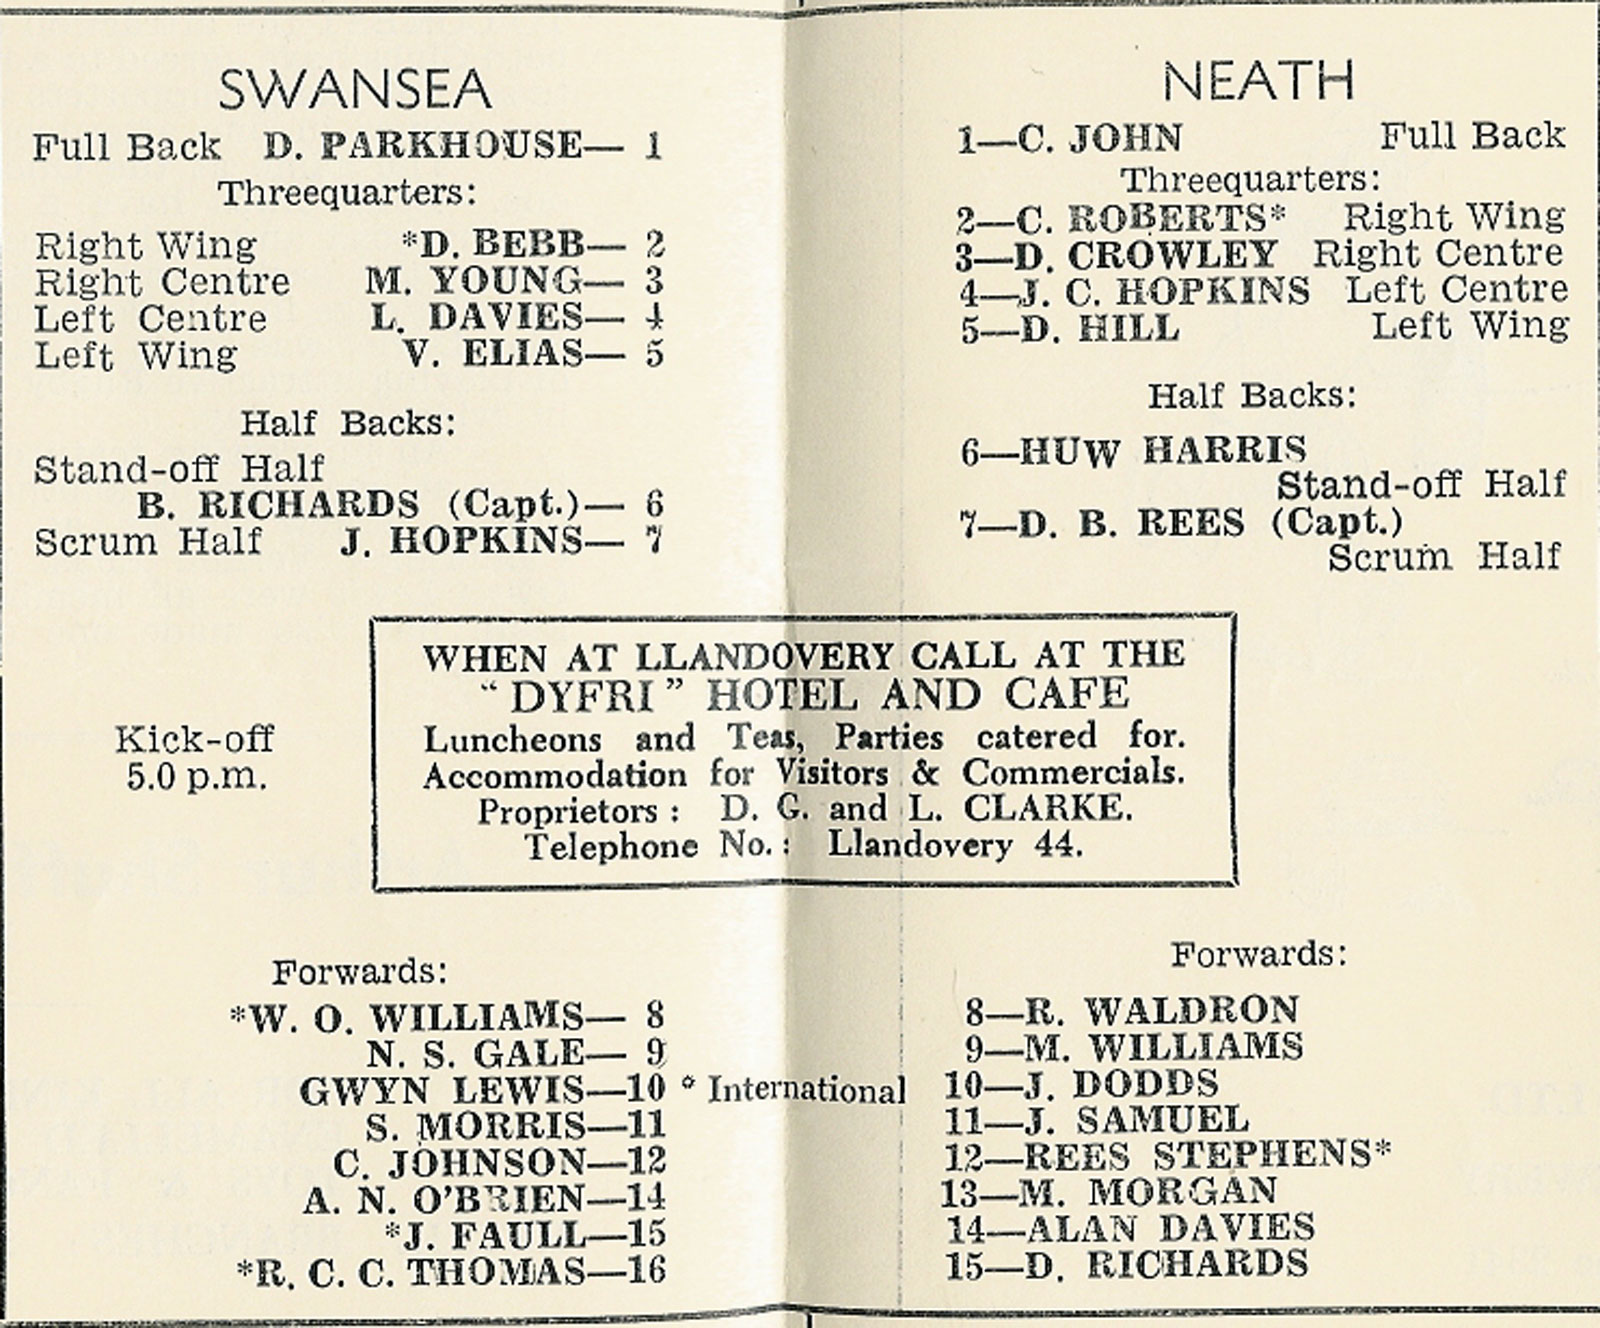 SWANSEA
Full Back D. PARKHOUSE— 1
Threequarters:
Right Wing *D. BEBB— 2
Right Centre M. YOUNG— 3
Left Centre L. DAVIES— 4
Left Wing V. ELIAS— 5
Half Backs:
Stand-off Half
B. RICHARDS (Capt.)— 6
Scrum Half J. HOPKINS— 7
NEATH
1—C. JOHN Full Back
Threequarters:
2—C. ROBERTS* Right Wing
3—D. CROWLEY Right Centre
4—J. C. HOPKINS Left Centre
5—D. HILL Left Wing
Half Backs:
6—HUW HARRIS
Stand-off Half
7—D. B. REES (Capt.)
Scrum Half
Kick-off
5.0 p.m.
WHEN AT LLANDOVERY CALL AT THE
“DYFRI” HOTEL AND CAFE
Luncheons and Teas, Parties catered for.
Accommodation for Visitors & Commercials.
Proprietors : D. G. and L. CLARKE.
Telephone No. : Llandovery 44.
Forwards:
*W. O. WILLIAMS— 8
N. S. GALE— 9
GWYN LEWIS—10
S. MORRIS—11
C. JOHNSON—12
A. N. O'BRIEN—14
*J. FAULL—15
*R. C. C. THOMAS—16
* International
Forwards:
8—R. WALDRON
9—M. WILLIAMS
10—J. DODDS
11—J. SAMUEL
12—REES STEPHENS*
13—M. MORGAN
14—ALAN DAVIES
15—D. RICHARDS